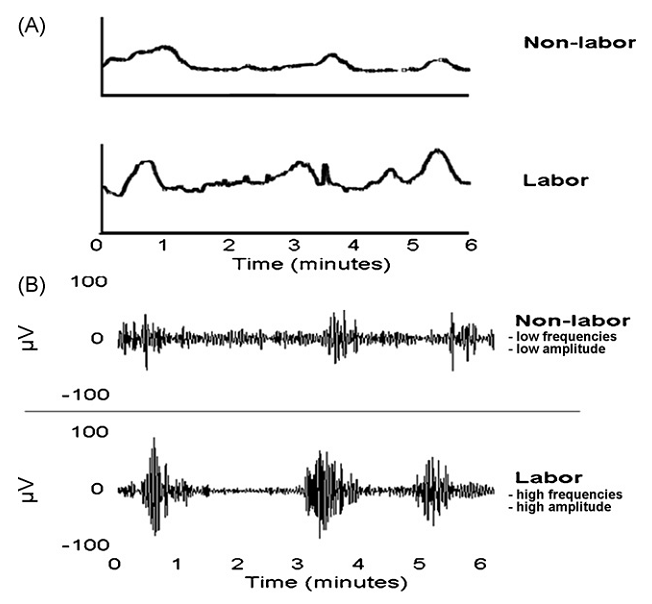 (A)
Non-labor
Labor
0 1 2 3 4 5 6
Time (minutes)
(B)
100
μV
0
-100
Non-labor
- low frequencies
- low amplitude
100
μV
0
-100
Labor
- high frequencies
- high amplitude
0 1 2 3 4 5 6
Time (minutes)